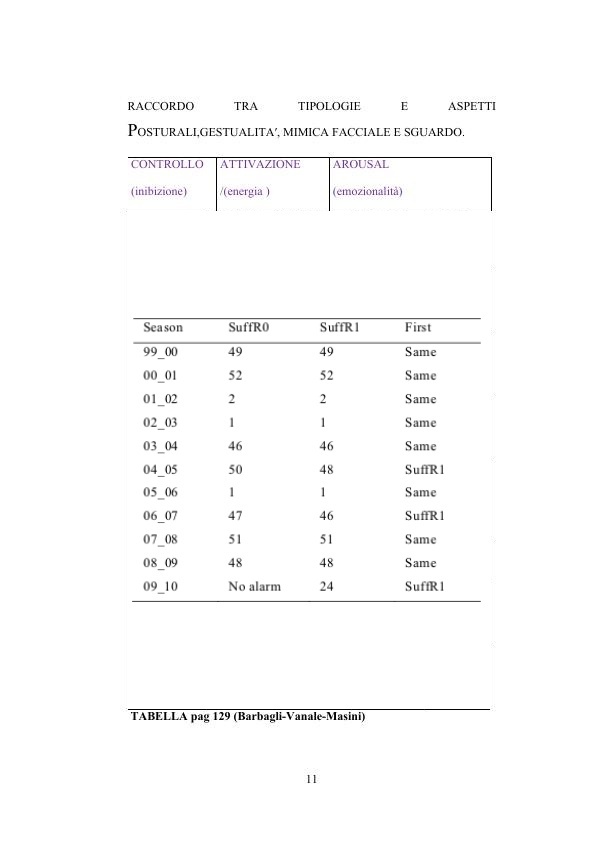 RACCORDO TRA TIPOLOGIE E ASPETTI
POSTURALI,GESTUALITA', MIMICA FACCIALE E SGUARDO.
CONTROLLO ATTIVAZIONE AROUSAL
(inibizione) /(energia ) (emozionalità)
Season SuffR0 SuffR1 First
99_00 49 49 Same
00_01 52 52 Same
01_02 2 2 Same
02_03 1 1 Same
03_04 46 46 Same
04_05 50 48 SuffR1
05_06 1 1 Same
06_07 47 46 SuffR1
07_08 51 51 Same
08_09 48 48 Same
09_10 No alarm 24 SuffR1
TABELLA pag 129 (Barbagli-Vanale-Masini)
11